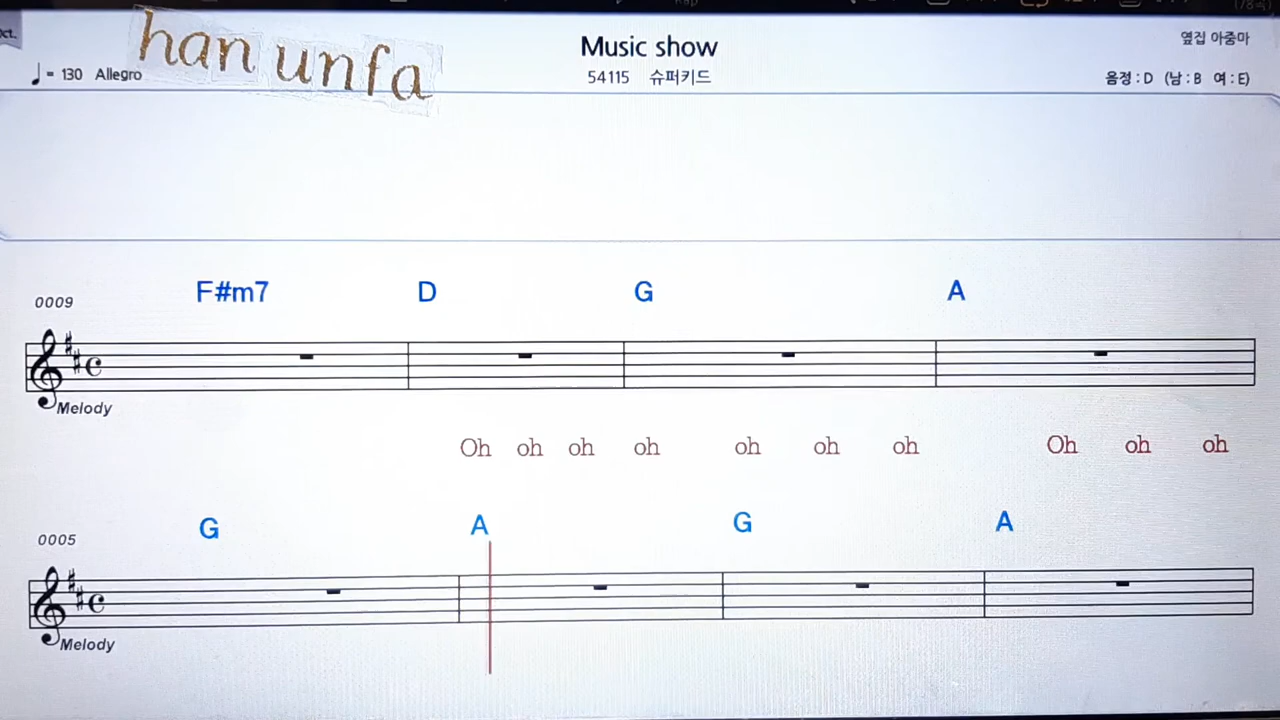 han unfa
Music show
옆집 아줌마
♩= 130 Allegro
54115 슈퍼키드
음정 : D (남 : B 여 : E)
F#m7 D G A
0009
Melody
Oh oh oh oh oh oh oh Oh oh oh
G A G A
0005
Melody